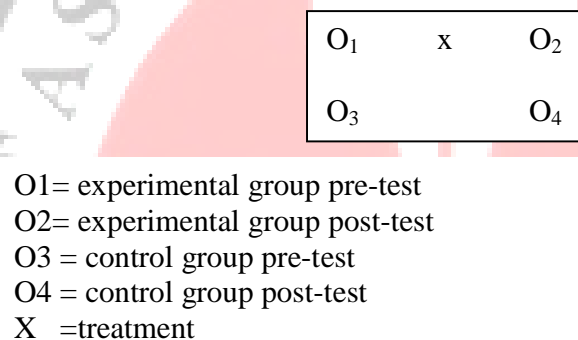 O₁ x O₂
O₃ O₄
O1= experimental group pre-test
O2= experimental group post-test
O3 = control group pre-test
O4 = control group post-test
X =treatment